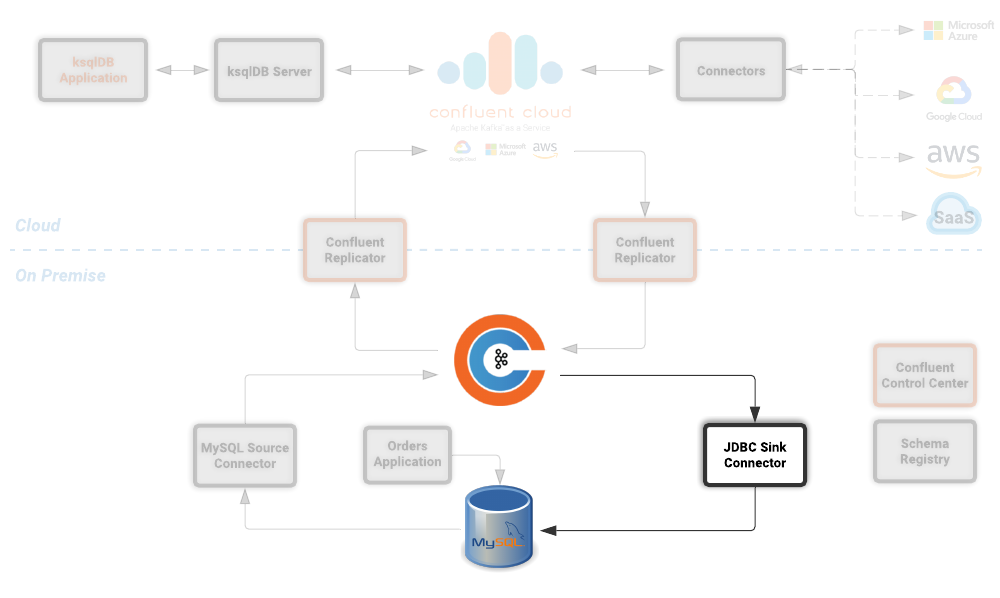 Microsoft
Azure
ksqlDB
Application
ksqlDB Server
Connectors
Google Cloud
confluent cloud
Apache Kafka as a Service
Google Cloud
Microsoft
Azure
aws
aws
SaaS
Cloud
Confluent
Replicator
Confluent
Replicator
On Premise
Confluent
Control Center
MySQL Source
Connector
Orders
Application
JDBC Sink
Connector
Schema
Registry
MySQL